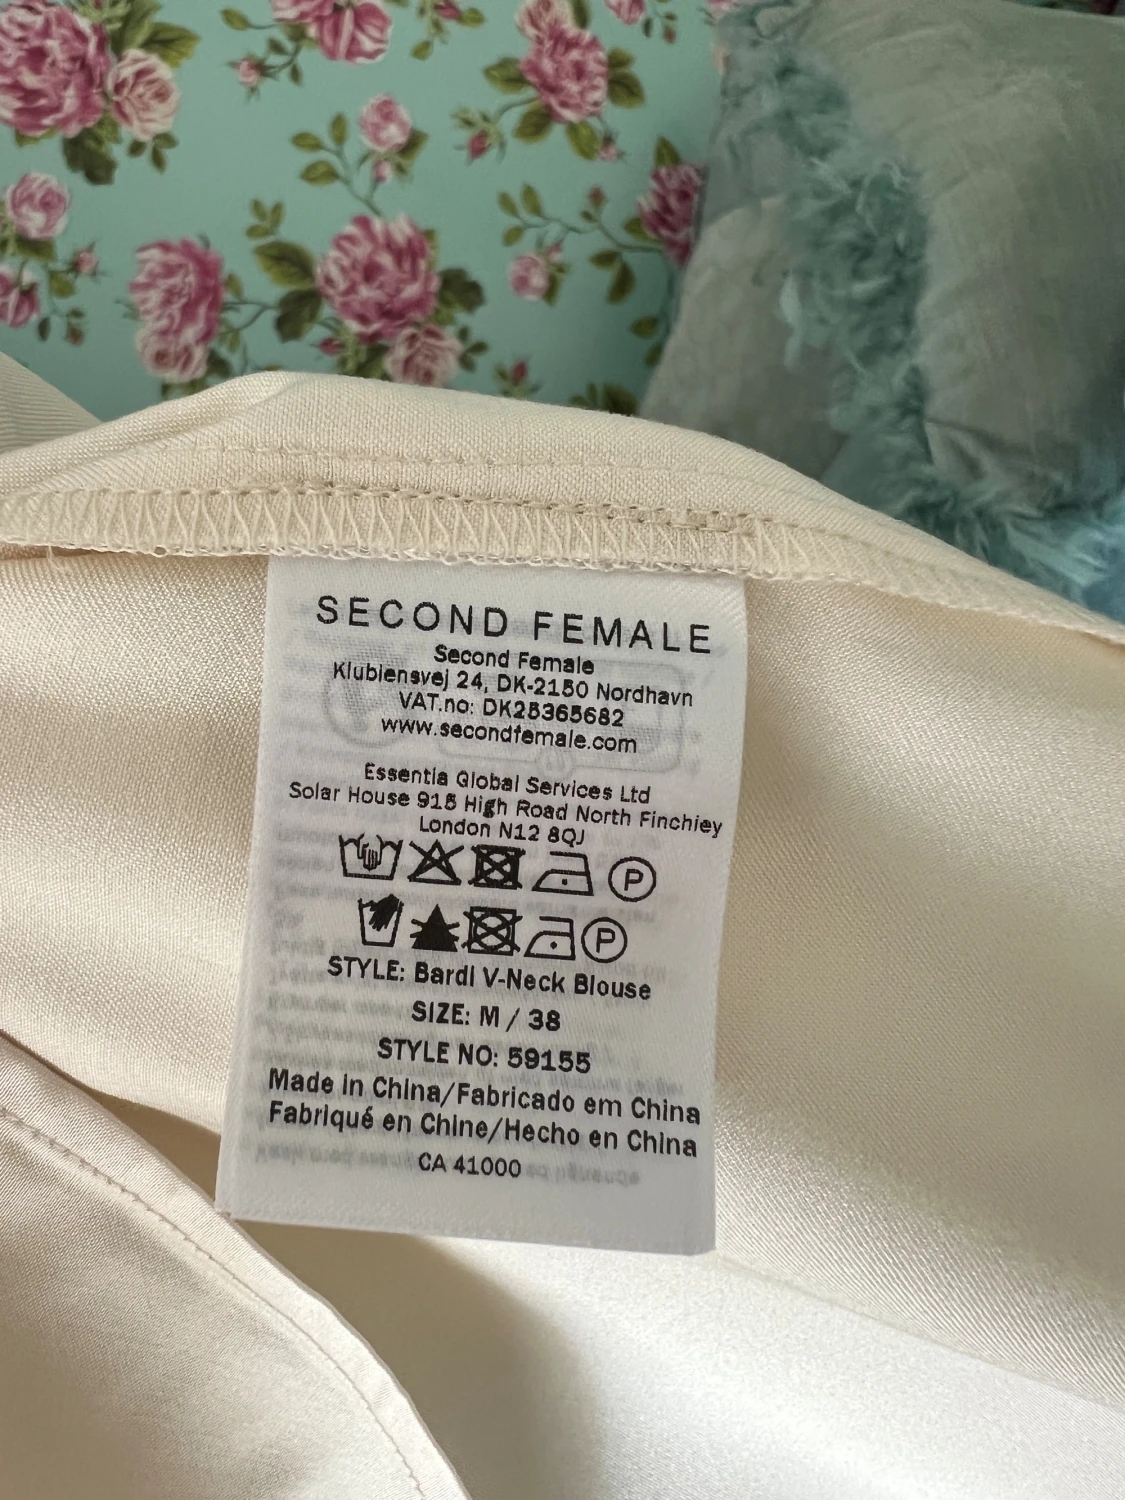 SECOND FEMALE
Second Female
Klubiensvej 24, DK-2150 Nordhavn
VAT.no: DK25365682
www.secondfemale.com
Essentia Global Services Ltd
Solar House 915 High Road North Finchley
London N12 8QJ
P
P
STYLE: Bardi V-Neck Blouse
SIZE: M / 38
STYLE NO: 59155
Made in China/Fabricado em China
Fabriqué en Chine/Hecho en China
CA 41000